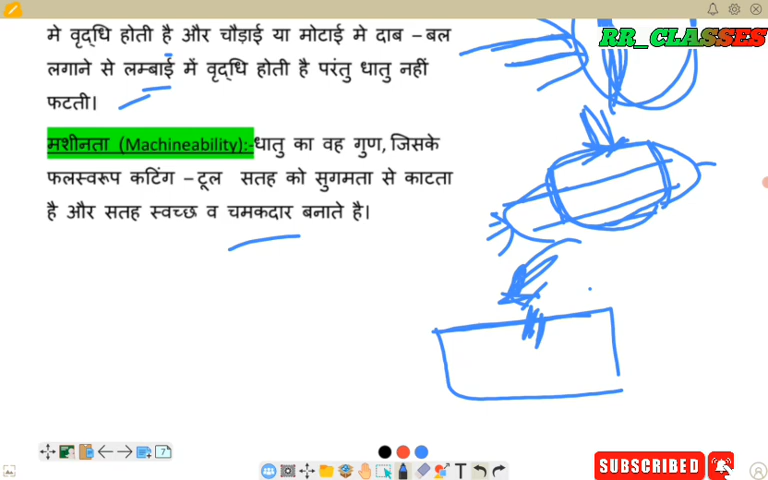 RR_CLASSES
मे वृद्धि होती है और चौड़ाई या मोटाई मे दाब – बल
लगाने से लम्बाई में वृद्धि होती है परंतु धातु नहीं
फटती।
मशीनता (Machineability):-धातु का वह गुण, जिसके
फलस्वरूप कटिंग – टूल सतह को सुगमता से काटता
है और सतह स्वच्छ व चमकदार बनाते है।
7
T
SUBSCRIBED